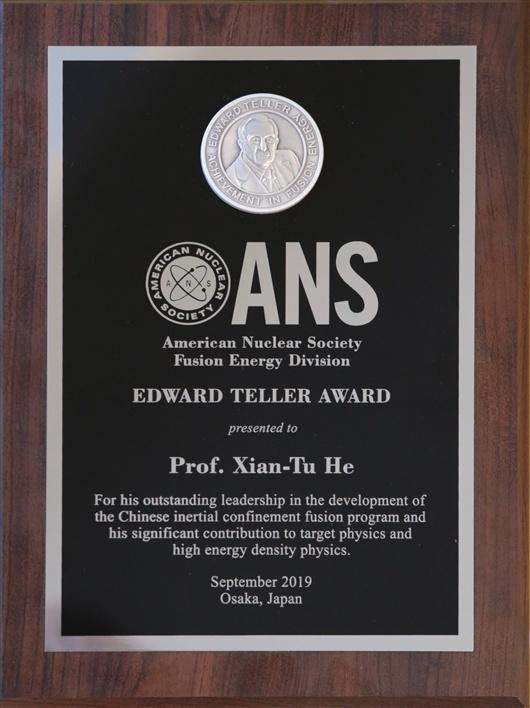 EDWARD TELLER
ACHIEVEMENT IN FUSION ENERGY
AMERICAN NUCLEAR SOCIETY
ANS
ANS
American Nuclear Society
Fusion Energy Division
EDWARD TELLER AWARD
presented to
Prof. Xian-Tu He
For his outstanding leadership in the development of
the Chinese inertial confinement fusion program and
his significant contribution to target physics and
high energy density physics.
September 2019
Osaka, Japan